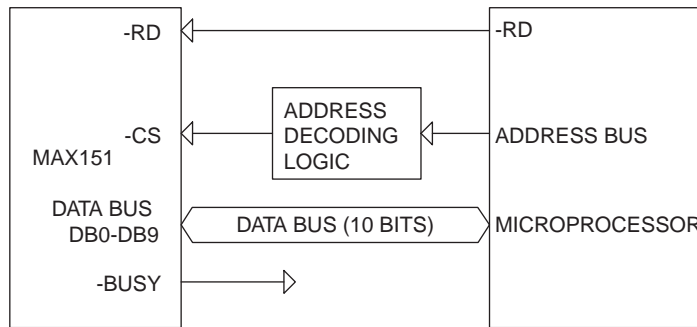 -RD
-RD
ADDRESS
DECODING
LOGIC
-CS
ADDRESS BUS
MAX151
DATA BUS
DB0-DB9
DATA BUS (10 BITS)
MICROPROCESSOR
-BUSY